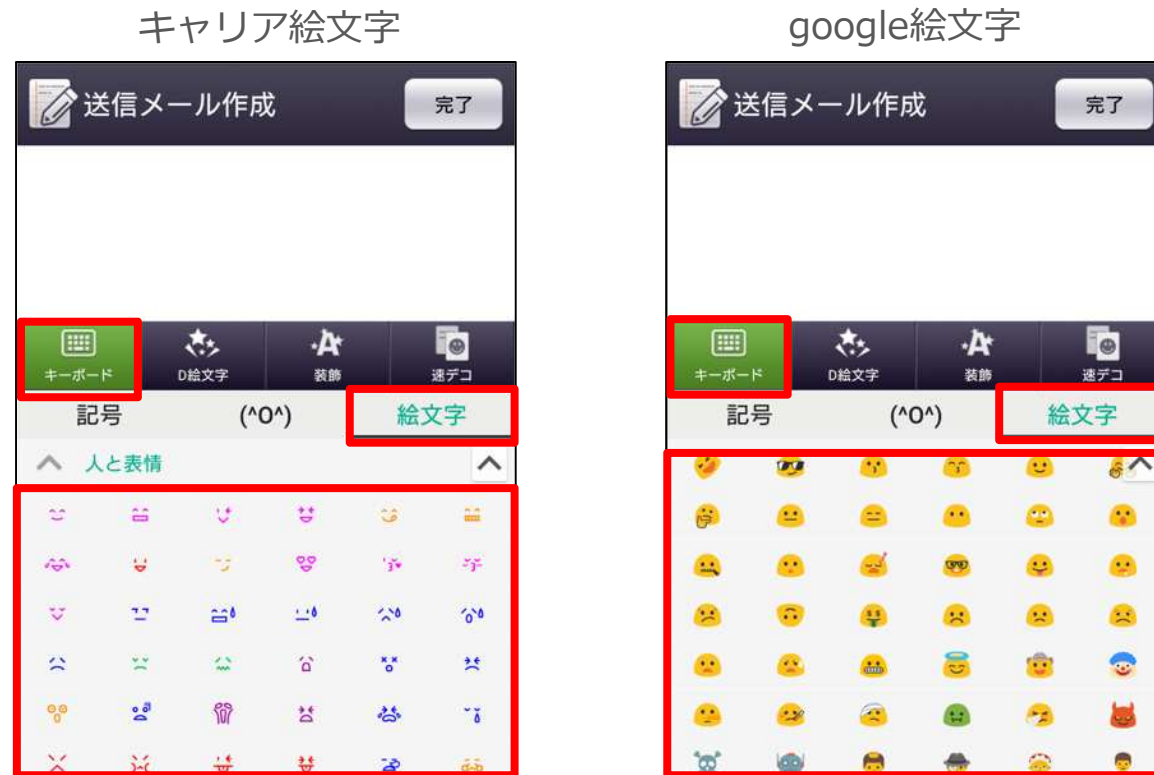 キャリア絵文字
google絵文字
送信メール作成
完了
キーボード
D絵文字
装飾
速デコ
記号
(^O^)
絵文字
人と表情
送信メール作成
完了
キーボード
D絵文字
装飾
速デコ
記号
(^O^)
絵文字